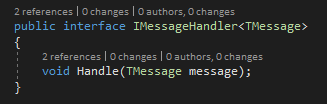 2 references | 0 changes | 0 authors, 0 changes
public interface IMessageHandler<TMessage>
{
2 references | 0 changes | 0 authors, 0 changes
void Handle(TMessage message);
}